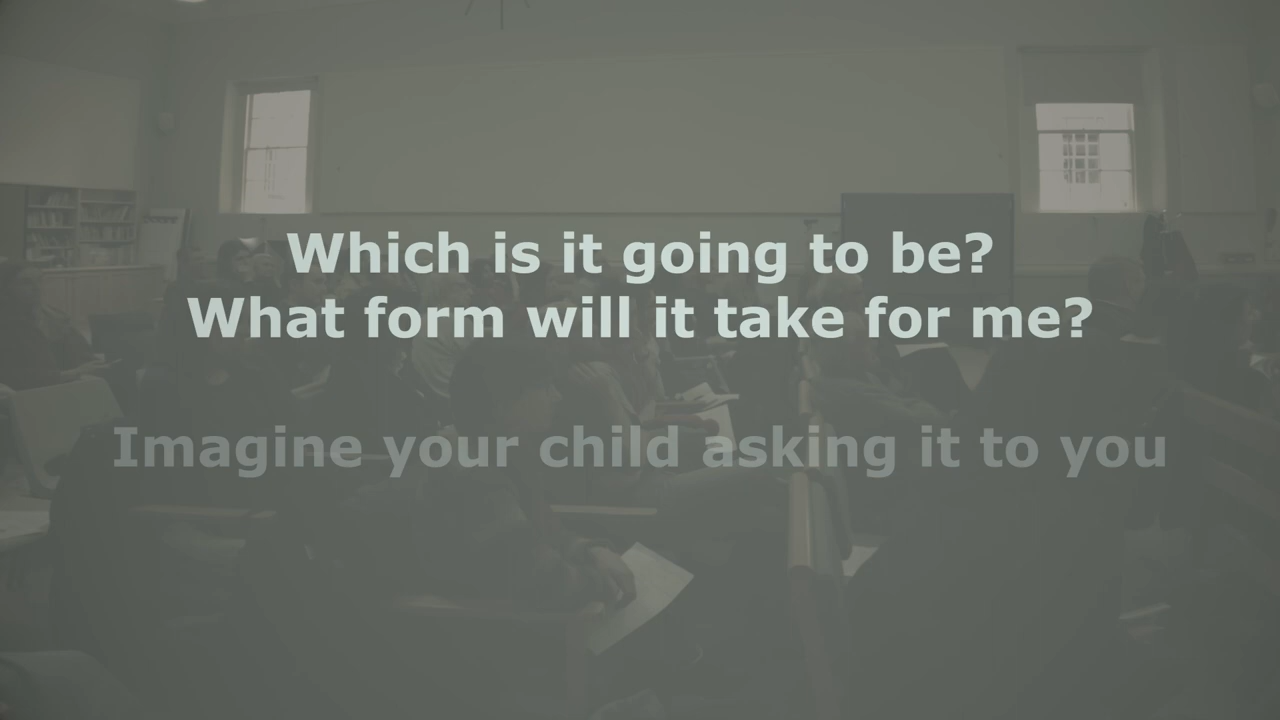 Which is it going to be?
What form will it take for me?
Imagine your child asking it to you